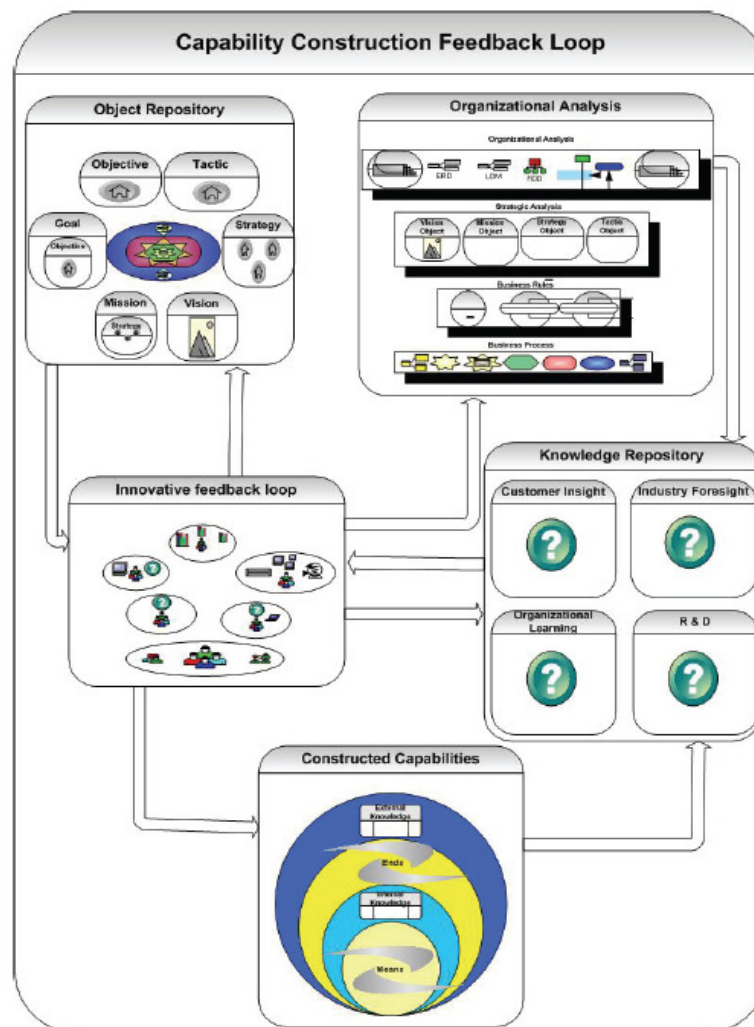 Capability Construction Feedback Loop
Object Repository
Objective
Tactic
Goal
Objective
Strategy
Mission
Strategy
Vision
Organizational Analysis
Organizational Analysis
ERD
LDM
FDD
Strategic Analysis
Vision
Object
Mission
Object
Strategy
Object
Tactic
Object
Business Rules
Business Process
Innovative feedback loop
Knowledge Repository
Customer Insight
Industry Foresight
Organizational
Learning
R & D
Constructed Capabilities
External
Knowledge
Ends
Internal
Knowledge
Means